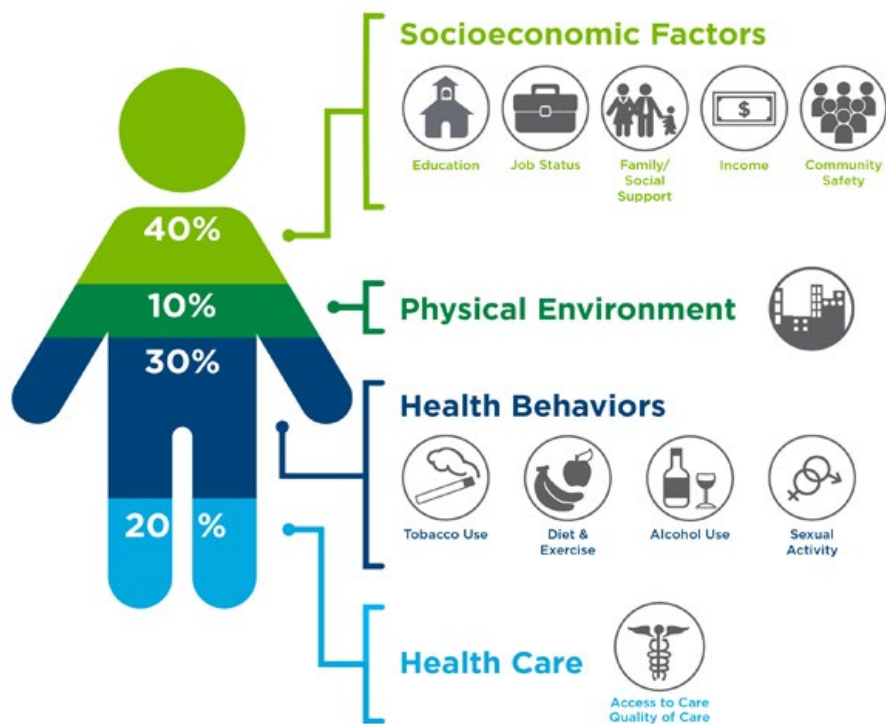 Socioeconomic Factors
$
Education
Job Status
Family/
Social
Support
Income
Community
Safety
40%
10%
Physical Environment
30%
Health Behaviors
Tobacco Use
Diet &
Exercise
Alcohol Use
Sexual
Activity
20 %
Health Care
Access to Care
Quality of Care